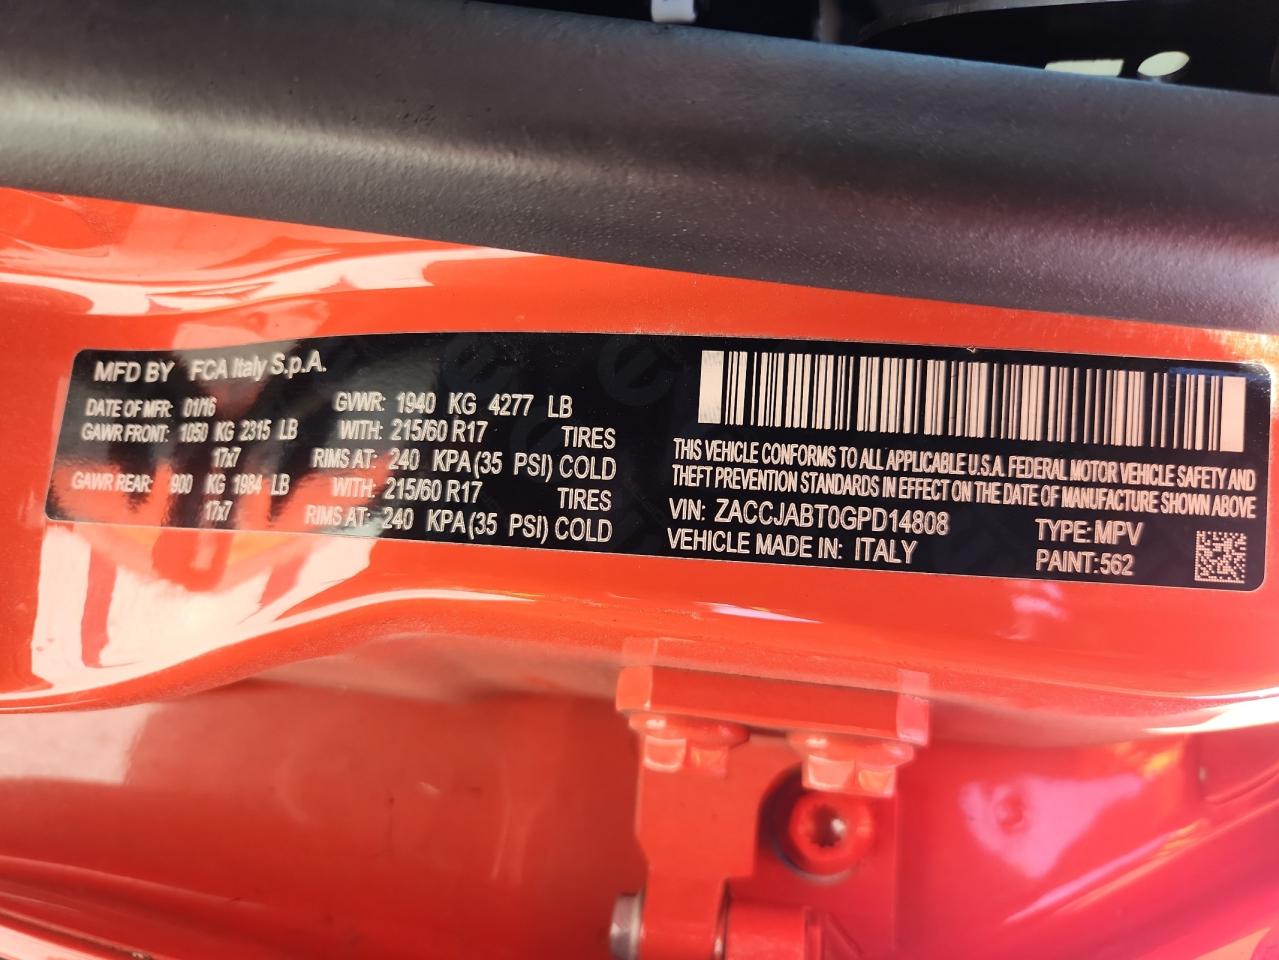 MFD BY FCA Italy S.p.A.
DATE OF MFR: 01/16 GVWR: 1940 KG 4277 LB
GAWR FRONT: 1050 KG 2315 LB WITH: 215/60 R17 TIRES
17x7 RIMS AT: 240 KPA(35 PSI) COLD
GAWR REAR: 900 KG 1984 LB WITH: 215/60 R17 TIRES
17x7 RIMS AT: 240 KPA(35 PSI) COLD
THIS VEHICLE CONFORMS TO ALL APPLICABLE U.S.A. FEDERAL MOTOR VEHICLE SAFETY AND
THEFT PREVENTION STANDARDS IN EFFECT ON THE DATE OF MANUFACTURE SHOWN ABOVE
VIN: ZACCJABT0GPD14808 TYPE: MPV
VEHICLE MADE IN: ITALY PAINT:562